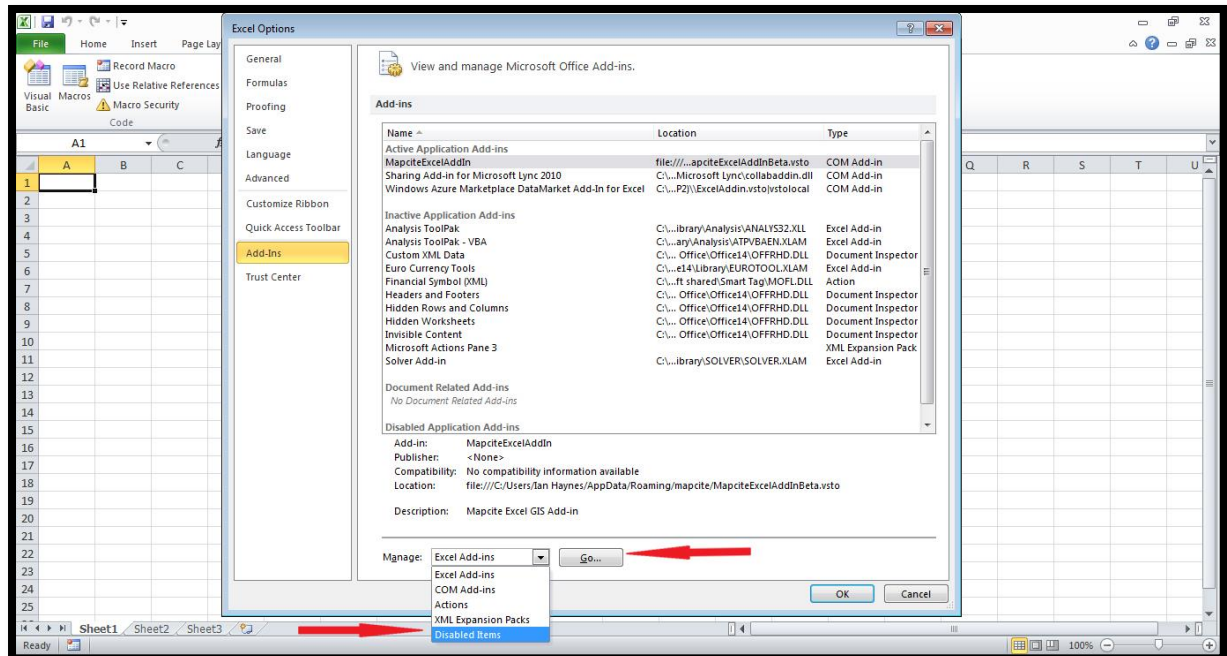 Excel Options
File Home Insert Page Lay
Record Macro
Use Relative References
Macro Security
Visual Basic
Macros
Code
A1
A B C Q R S T U
1
2
3
4
5
6
7
8
9
10
11
12
13
14
15
16
17
18
19
20
21
22
23
24
25
General
Formulas
Proofing
Save
Language
Advanced
Customize Ribbon
Quick Access Toolbar
Add-Ins
Trust Center
View and manage Microsoft Office Add-ins.
Add-ins
Name Location Type
Active Application Add-ins
MapciteExcelAddIn file:///...apciteExcelAddInBeta.vsto COM Add-in
Sharing Add-in for Microsoft Lync 2010 C:\...Microsoft Lync\collabaddin.dll COM Add-in
Windows Azure Marketplace DataMarket Add-In for Excel C:\...P2)\\ExcelAddin.vsto|vstolocal COM Add-in
Inactive Application Add-ins
Analysis ToolPak C:\...ibrary\Analysis\ANALYS32.XLL Excel Add-in
Analysis ToolPak - VBA C:\...ary\Analysis\ATPVBAEN.XLAM Excel Add-in
Custom XML Data C:\... Office\Office14\OFFRHD.DLL Document Inspector
Euro Currency Tools C:\...e14\Library\EUROTOOL.XLAM Excel Add-in
Financial Symbol (XML) C:\...ft shared\Smart Tag\MOFL.DLL Action
Headers and Footers C:\... Office\Office14\OFFRHD.DLL Document Inspector
Hidden Rows and Columns C:\... Office\Office14\OFFRHD.DLL Document Inspector
Hidden Worksheets C:\... Office\Office14\OFFRHD.DLL Document Inspector
Invisible Content C:\... Office\Office14\OFFRHD.DLL Document Inspector
Microsoft Actions Pane 3 XML Expansion Pack
Solver Add-in C:\...ibrary\SOLVER\SOLVER.XLAM Excel Add-in
Document Related Add-ins
No Document Related Add-ins
Disabled Application Add-ins
Add-in: MapciteExcelAddIn
Publisher: <None>
Compatibility: No compatibility information available
Location: file:///C:/Users/Ian Haynes/AppData/Roaming/mapcite/MapciteExcelAddInBeta.vsto
Description: Mapcite Excel GIS Add-in
Manage: Excel Add-ins Go...
Excel Add-ins
COM Add-ins
Actions
XML Expansion Packs
Disabled Items
OK Cancel
Sheet1 Sheet2 Sheet3
Ready 100%